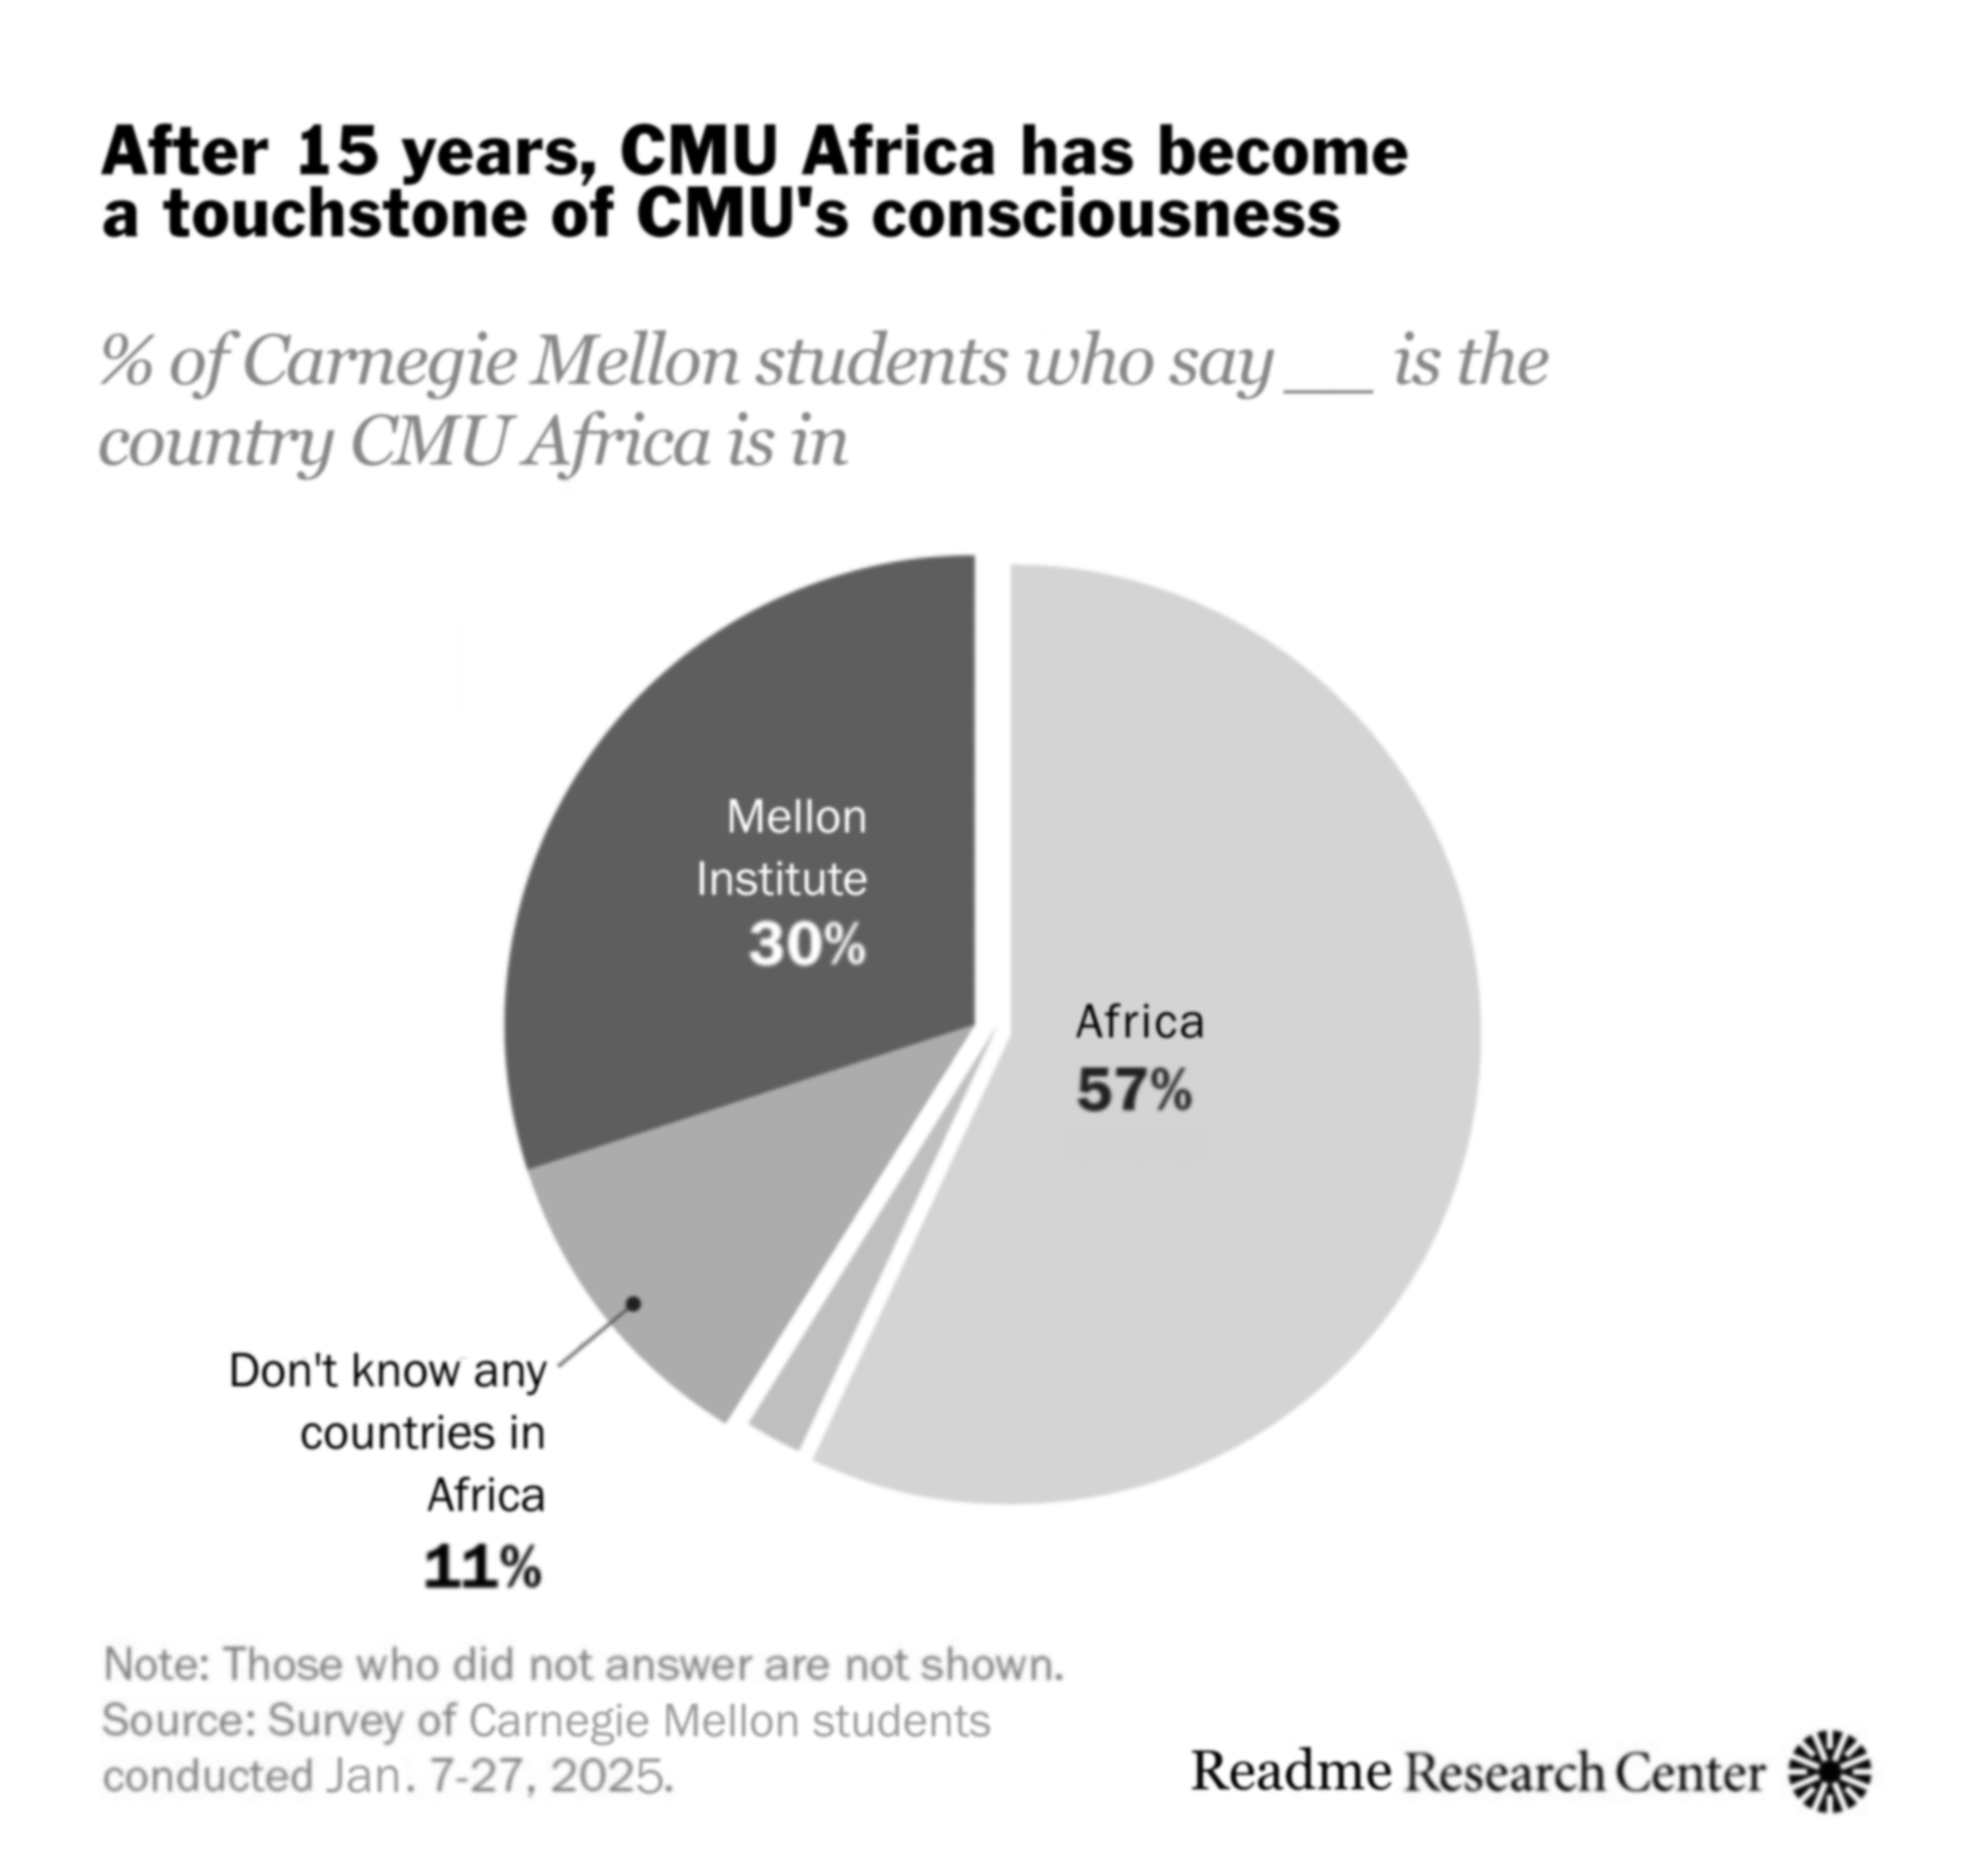 After 15 years, CMU Africa has become
a touchstone of CMU's consciousness
% of Carnegie Mellon students who say __ is the
country CMU Africa is in
Mellon
Institute
30%
Africa
57%
Don't know any
countries in
Africa
11%
Note: Those who did not answer are not shown.
Source: Survey of Carnegie Mellon students
conducted Jan. 7-27, 2025.
Readme Research Center